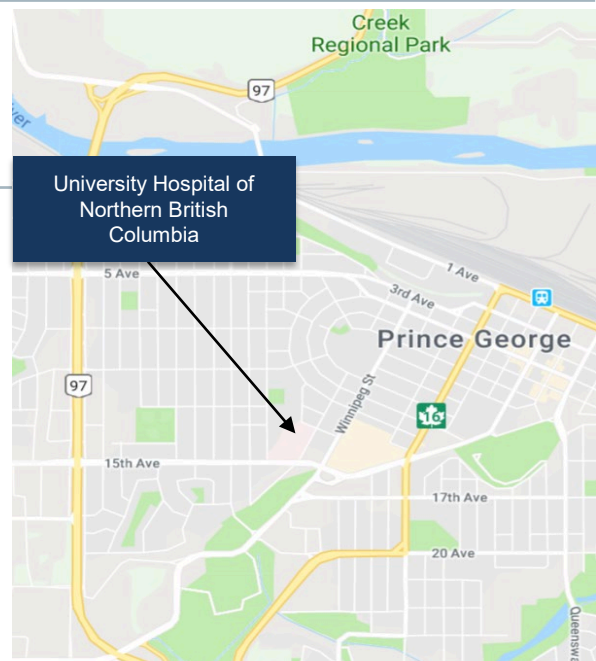 Creek
Regional Park
97
University Hospital of
Northern British
Columbia
5 Ave
1 Ave
3rd Ave
Prince George
97
Winnipeg St
16
15th Ave
17th Ave
20 Ave